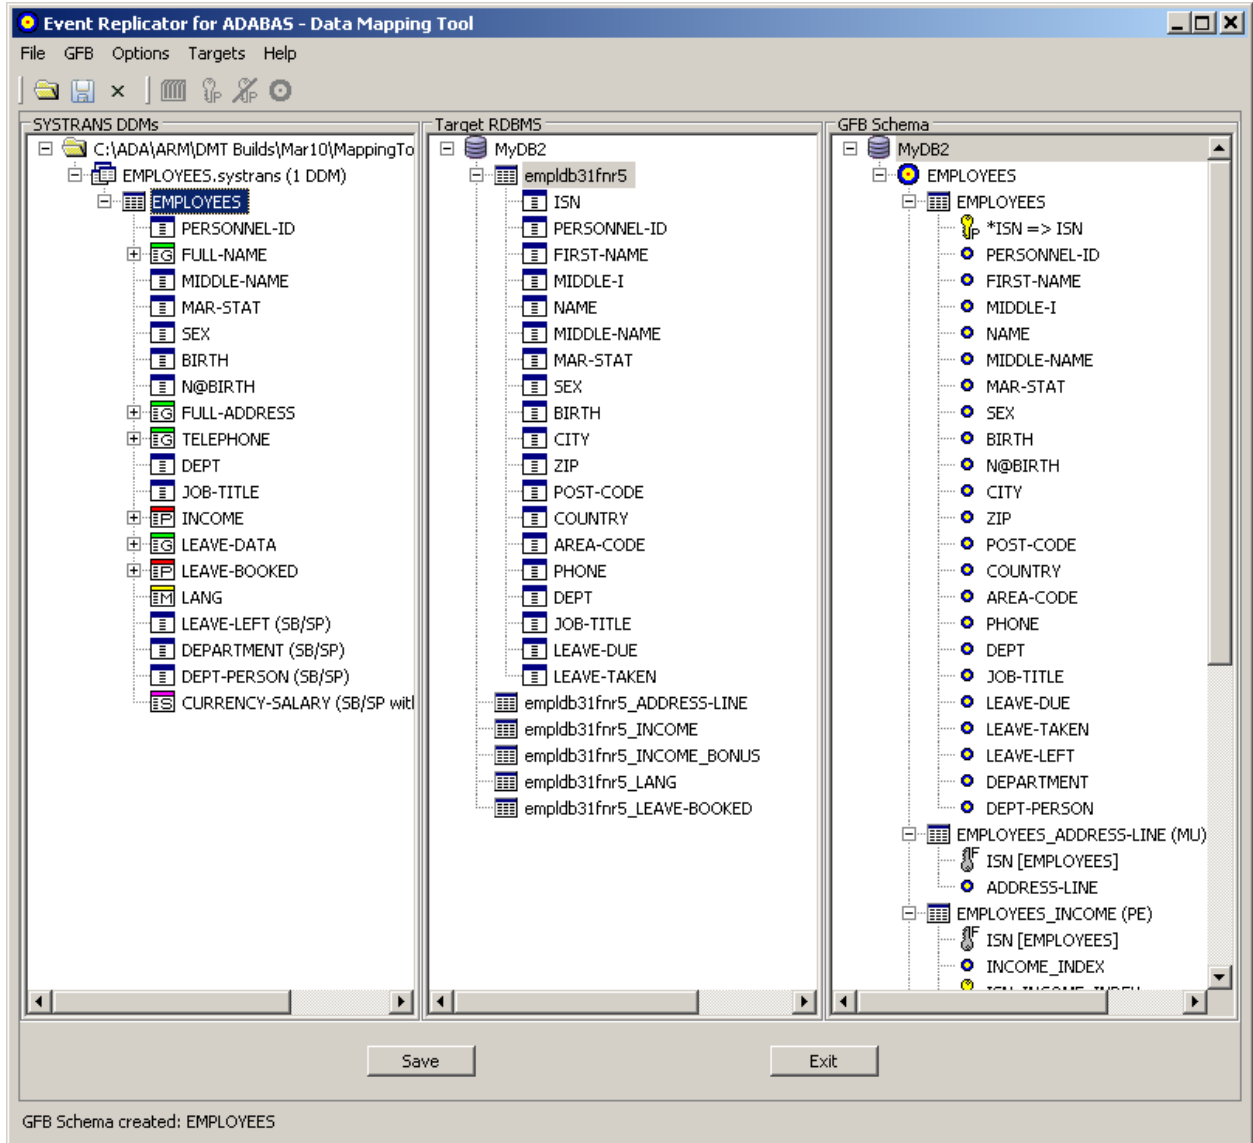 Event Replicator for ADABAS - Data Mapping Tool
File GFB Options Targets Help
SYSTRANS DDMs
C:\ADA\ARM\DMT Builds\Mar10\MappingTo
EMPLOYEES.systrans (1 DDM)
EMPLOYEES
PERSONNEL-ID
FULL-NAME
MIDDLE-NAME
MAR-STAT
SEX
BIRTH
N@BIRTH
FULL-ADDRESS
TELEPHONE
DEPT
JOB-TITLE
INCOME
LEAVE-DATA
LEAVE-BOOKED
LANG
LEAVE-LEFT (SB/SP)
DEPARTMENT (SB/SP)
DEPT-PERSON (SB/SP)
CURRENCY-SALARY (SB/SP wit
Target RDBMS
MyDB2
empldb31fnr5
ISN
PERSONNEL-ID
FIRST-NAME
MIDDLE-I
NAME
MIDDLE-NAME
MAR-STAT
SEX
BIRTH
CITY
ZIP
POST-CODE
COUNTRY
AREA-CODE
PHONE
DEPT
JOB-TITLE
LEAVE-DUE
LEAVE-TAKEN
empldb31fnr5_ADDRESS-LINE
empldb31fnr5_INCOME
empldb31fnr5_INCOME_BONUS
empldb31fnr5_LANG
empldb31fnr5_LEAVE-BOOKED
GFB Schema
MyDB2
EMPLOYEES
EMPLOYEES
*ISN => ISN
PERSONNEL-ID
FIRST-NAME
MIDDLE-I
NAME
MIDDLE-NAME
MAR-STAT
SEX
BIRTH
N@BIRTH
CITY
ZIP
POST-CODE
COUNTRY
AREA-CODE
PHONE
DEPT
JOB-TITLE
LEAVE-DUE
LEAVE-TAKEN
LEAVE-LEFT
DEPARTMENT
DEPT-PERSON
EMPLOYEES_ADDRESS-LINE (MU)
ISN [EMPLOYEES]
ADDRESS-LINE
EMPLOYEES_INCOME (PE)
ISN [EMPLOYEES]
INCOME_INDEX
Save
Exit
GFB Schema created: EMPLOYEES